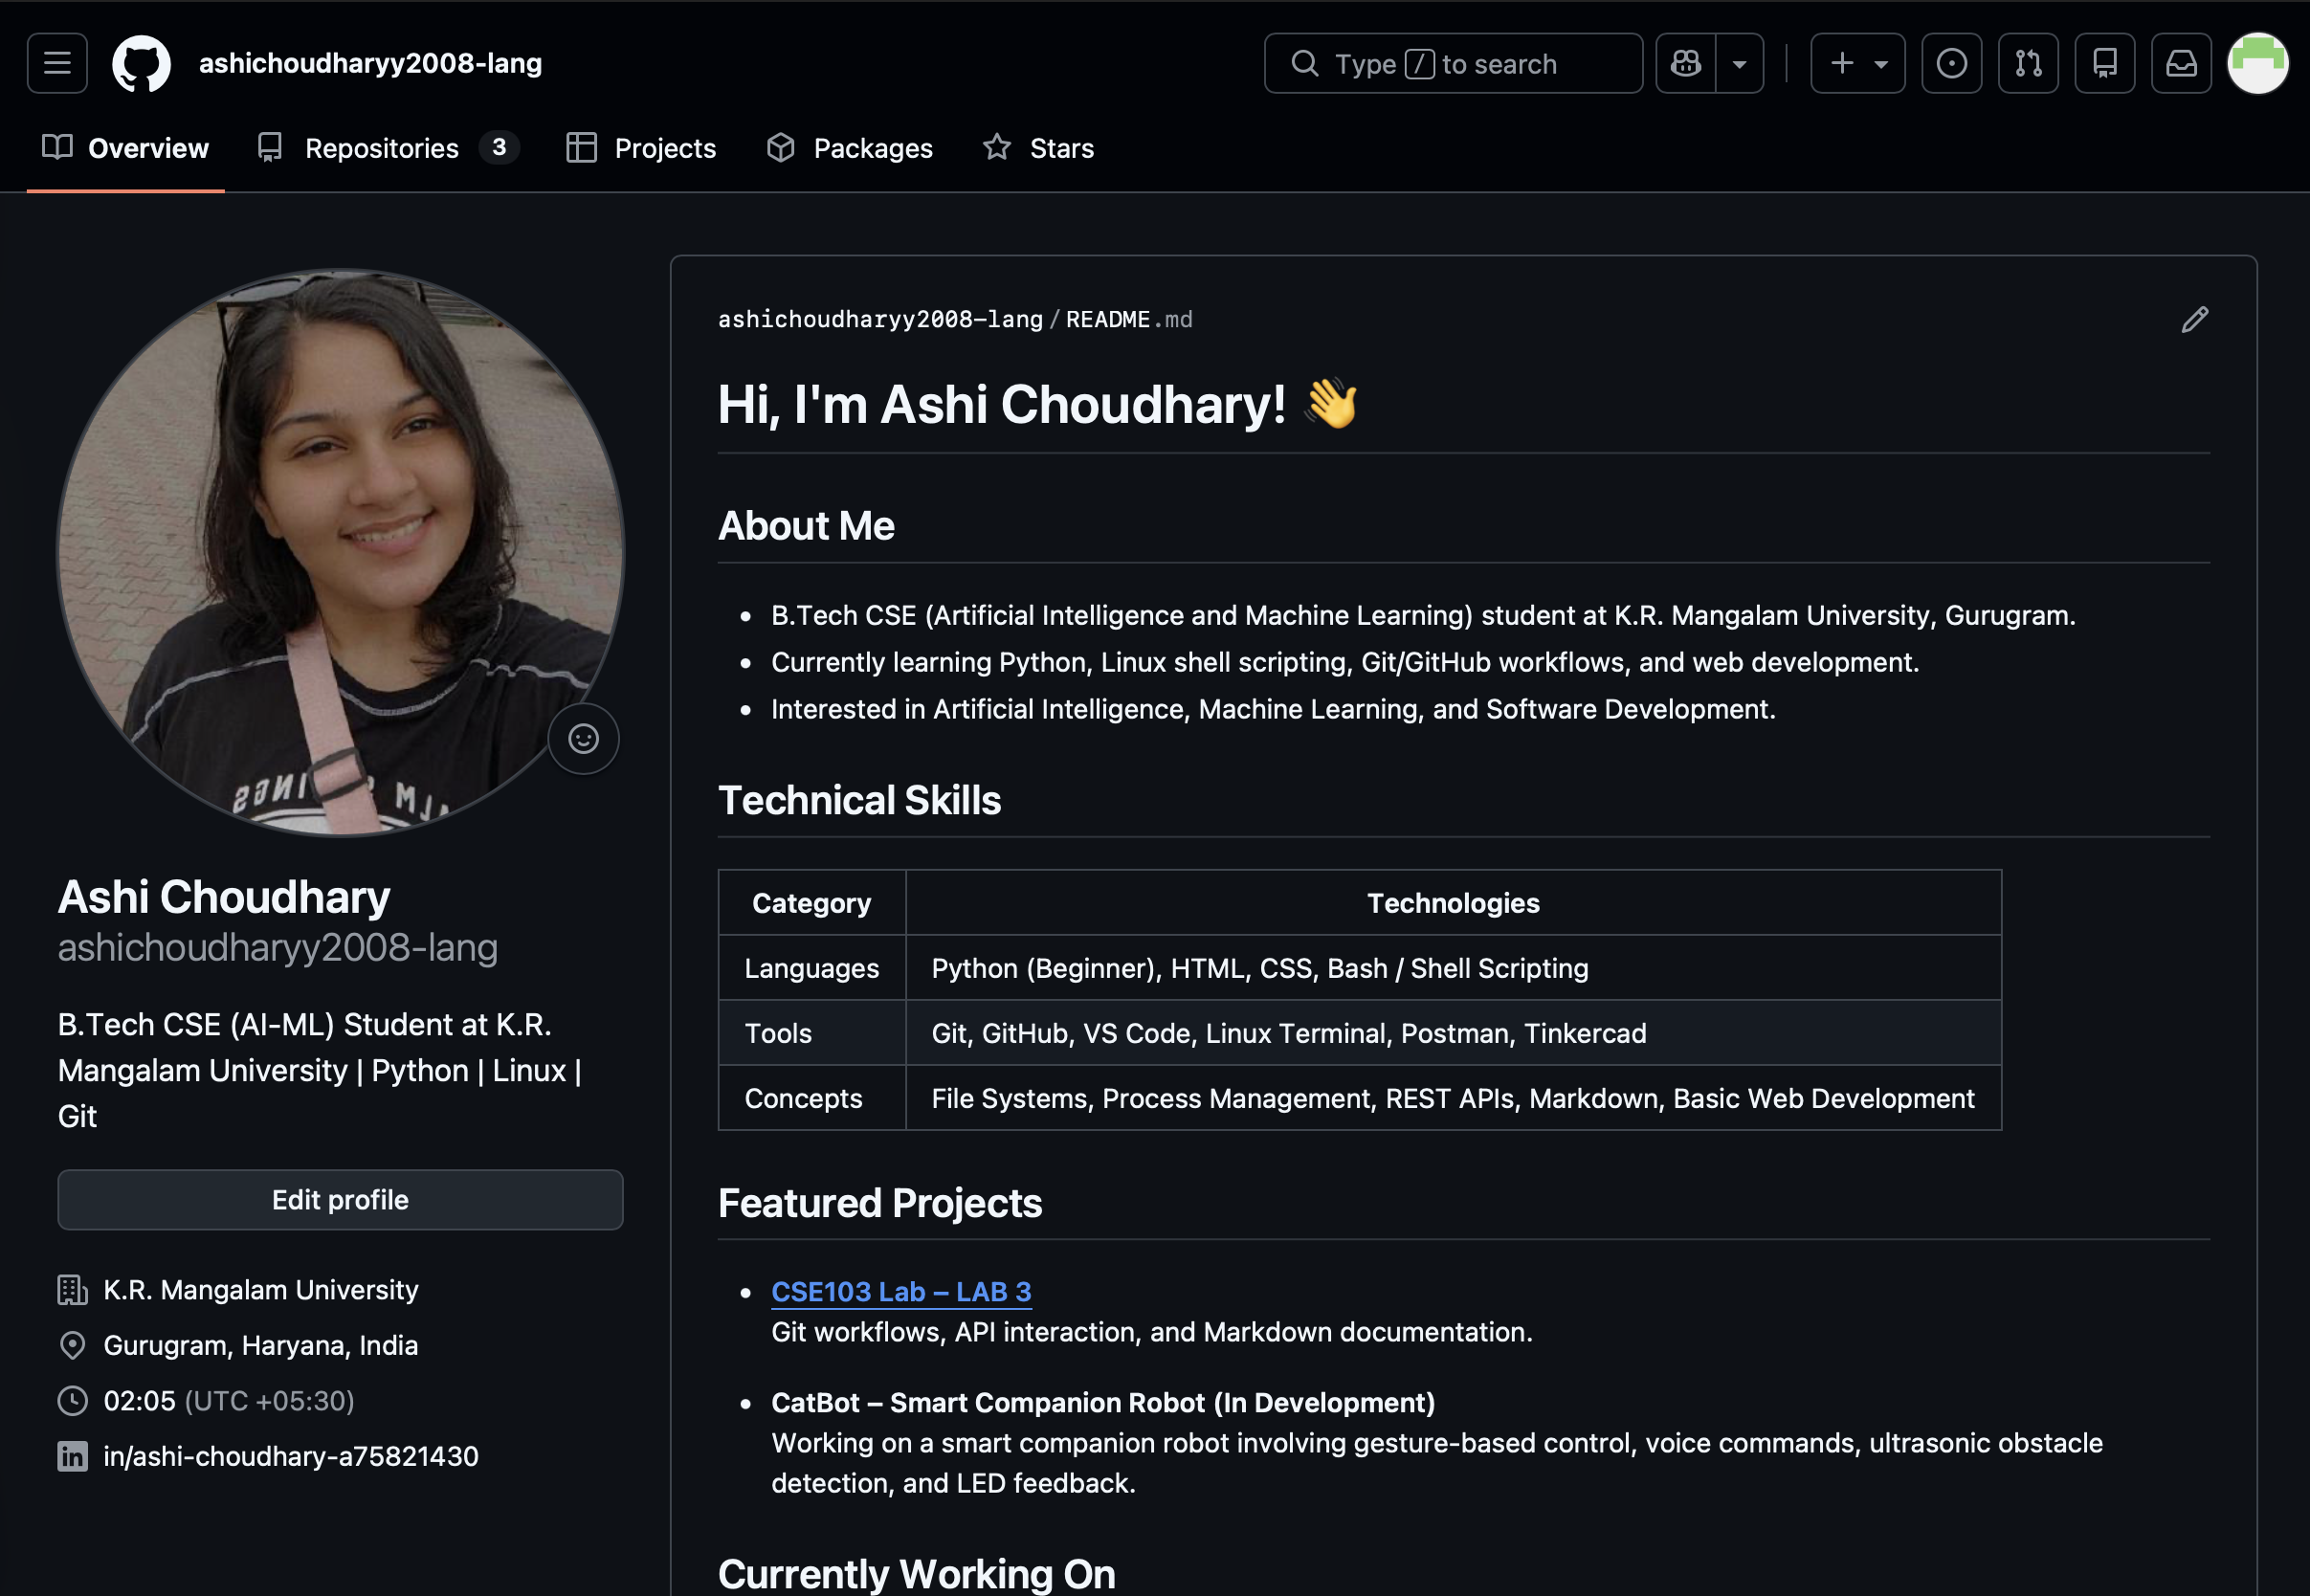 ashichoudharyy2008-lang
Type / to search
Overview
Repositories 3
Projects
Packages
Stars
ashichoudharyy2008-lang / README.md
Hi, I'm Ashi Choudhary! 👋
About Me
B.Tech CSE (Artificial Intelligence and Machine Learning) student at K.R. Mangalam University, Gurugram.
Currently learning Python, Linux shell scripting, Git/GitHub workflows, and web development.
Interested in Artificial Intelligence, Machine Learning, and Software Development.
Technical Skills
Category Technologies
Languages Python (Beginner), HTML, CSS, Bash / Shell Scripting
Tools Git, GitHub, VS Code, Linux Terminal, Postman, Tinkercad
Concepts File Systems, Process Management, REST APIs, Markdown, Basic Web Development
Featured Projects
CSE103 Lab – LAB 3
Git workflows, API interaction, and Markdown documentation.
CatBot – Smart Companion Robot (In Development)
Working on a smart companion robot involving gesture-based control, voice commands, ultrasonic obstacle
detection, and LED feedback.
Currently Working On
Ashi Choudhary
ashichoudharyy2008-lang
B.Tech CSE (AI-ML) Student at K.R.
Mangalam University | Python | Linux |
Git
Edit profile
K.R. Mangalam University
Gurugram, Haryana, India
02:05 (UTC +05:30)
in/ashi-choudhary-a75821430